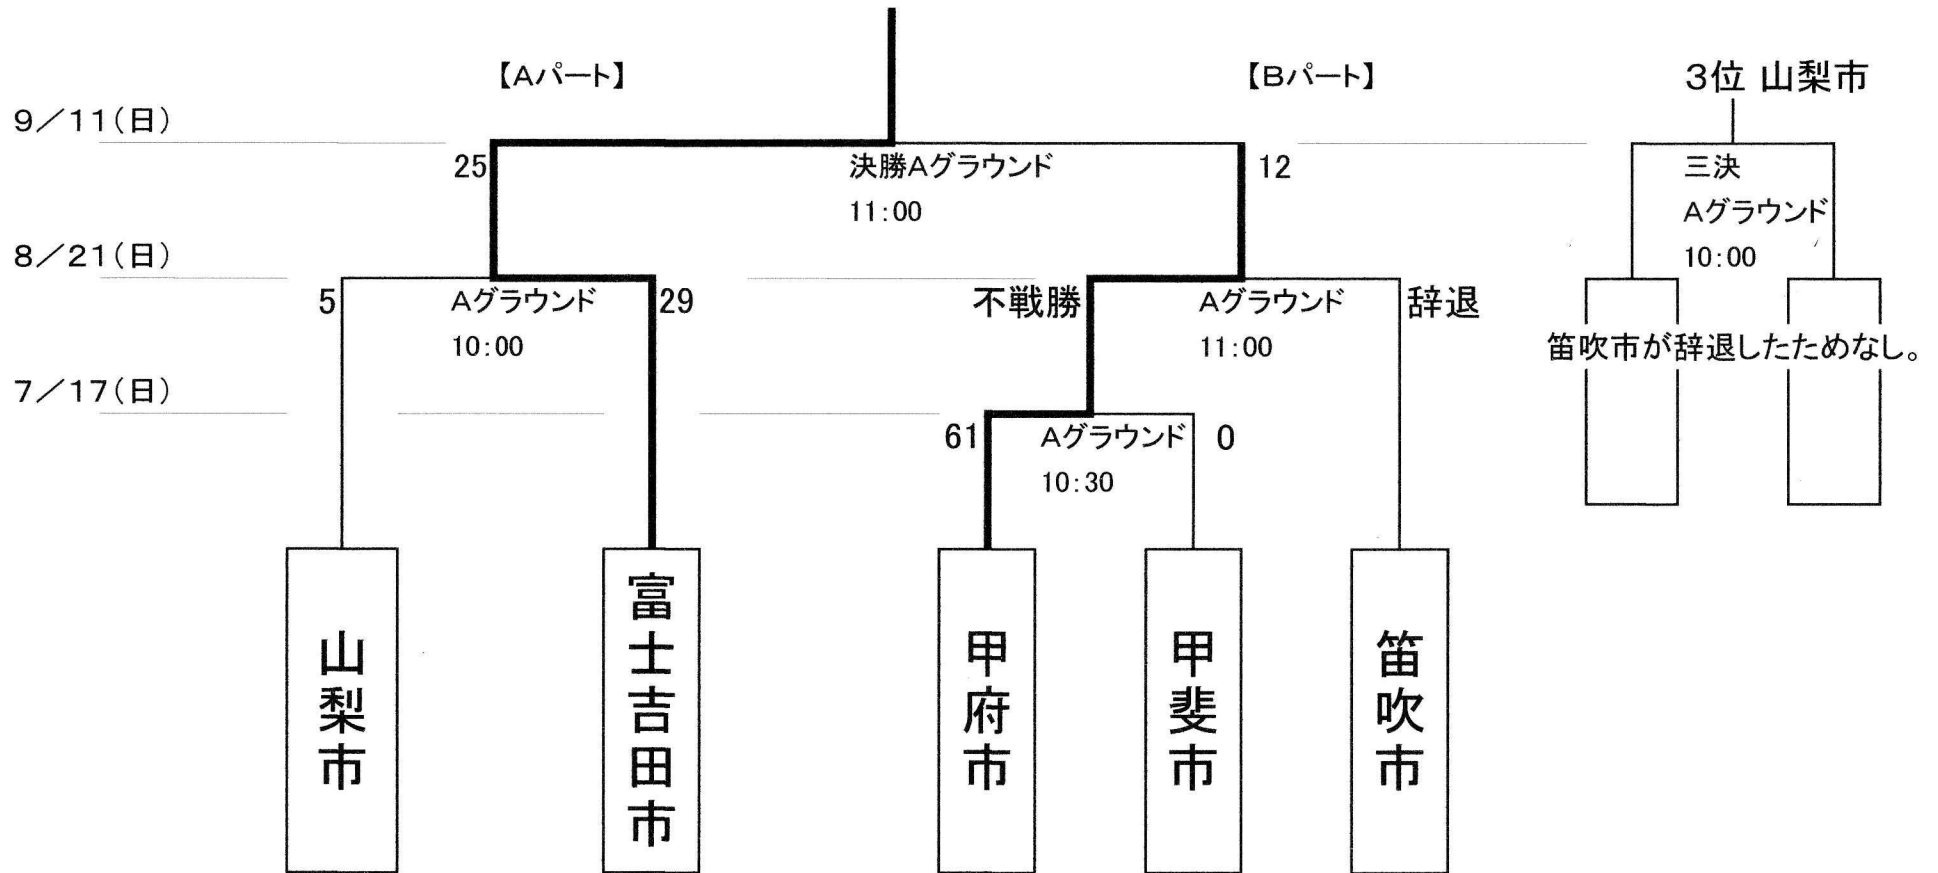 【Aパート】
【Bパート】
3位 山梨市
9/11(日)
25
決勝Aグラウンド
11:00
12
三決
Aグラウンド
10:00
8/21(日)
5
Aグラウンド
10:00
29
不戦勝
Aグラウンド
11:00
辞退
笛吹市が辞退したためなし。
7/17(日)
61
Aグラウンド
10:30
0
山梨市
富士吉田市
甲府市
甲斐市
笛吹市